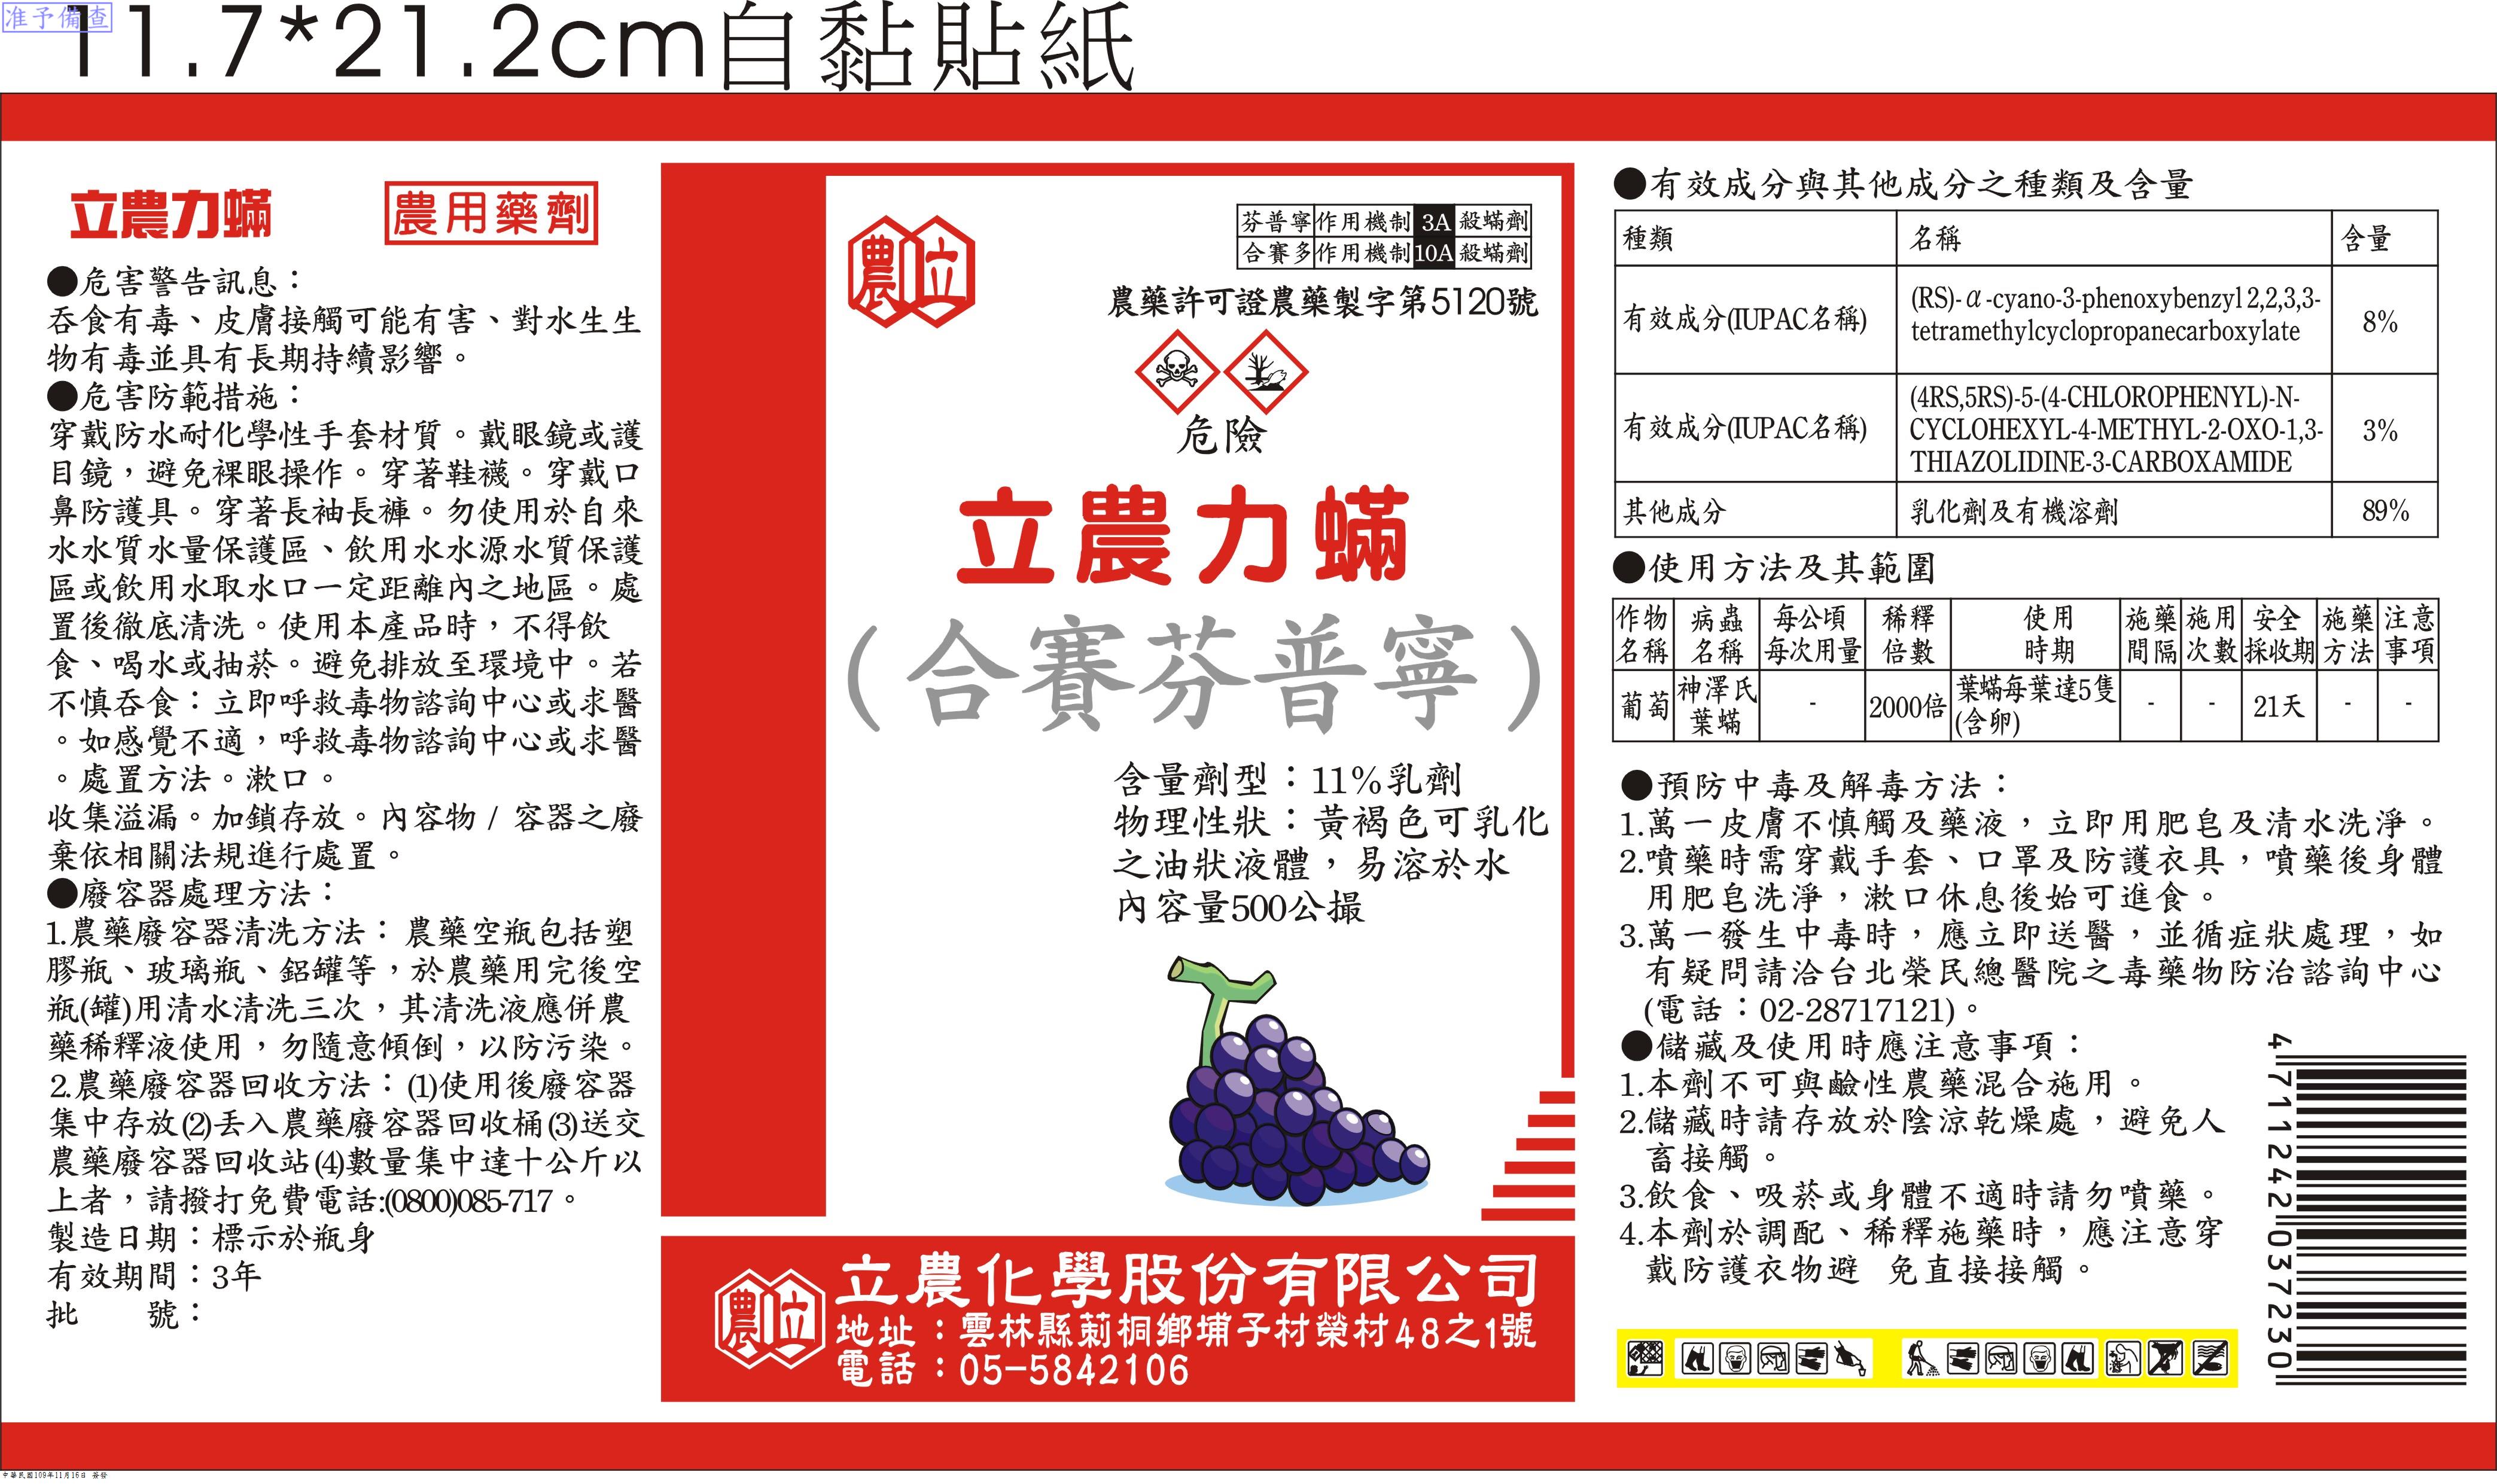 准予備查
11.7*21.2cm自黏貼紙
立農力蟎
農用藥劑
●危害警告訊息：
吞食有毒、皮膚接觸可能有害、對水生生
物有毒並具有長期持續影響。
●危害防範措施：
穿戴防水耐化學性手套材質。戴眼鏡或護
目鏡，避免裸眼操作。穿著鞋襪。穿戴口
鼻防護具。穿著長袖長褲。勿使用於自來
水水質水量保護區、飲用水水源水質保護
區或飲用水取水口一定距離內之地區。處
置後徹底清洗。使用本產品時，不得飲
食、喝水或抽菸。避免排放至環境中。若
不慎吞食：立即呼救毒物諮詢中心或求醫
。如感覺不適，呼救毒物諮詢中心或求醫
。處置方法。漱口。
收集溢漏。加鎖存放。內容物 / 容器之廢
棄依相關法規進行處置。
●廢容器處理方法：
1.農藥廢容器清洗方法： 農藥空瓶包括塑
膠瓶、玻璃瓶、鋁罐等，於農藥用完後空
瓶(罐)用清水清洗三次，其清洗液應併農
藥稀釋液使用，勿隨意傾倒，以防污染。
2.農藥廢容器回收方法：(1)使用後廢容器
集中存放(2)丟入農藥廢容器回收桶(3)送交
農藥廢容器回收站(4)數量集中達十公斤以
上者，請撥打免費電話:(0800)085-717。
製造日期：標示於瓶身
有效期間：3年
批　　號：
農 立
芬普寧 作用機制 3A 殺蟎劑
合賽多 作用機制 10A 殺蟎劑
農藥許可證農藥製字第5120號
危險
立農力蟎
(合賽芬普寧)
含量劑型：11%乳劑
物理性狀：黃褐色可乳化
之油狀液體，易溶於水
內容量500公撮
農 立
立農化學股份有限公司
地址：雲林縣莿桐鄉埔子村榮村48之1號
電話：05-5842106
●有效成分與其他成分之種類及含量
種類 名稱 含量
有效成分(IUPAC名稱) (RS)-α-cyano-3-phenoxybenzyl 2,2,3,3-
tetramethylcyclopropanecarboxylate 8%
有效成分(IUPAC名稱) (4RS,5RS)-5-(4-CHLOROPHENYL)-N-
CYCLOHEXYL-4-METHYL-2-OXO-1,3-
THIAZOLIDINE-3-CARBOXAMIDE 3%
其他成分 乳化劑及有機溶劑 89%
●使用方法及其範圍
作物名稱 病蟲名稱 每公頃每次用量 稀釋倍數 使用時期 施藥間隔 施用次數 安全採收期 施藥方法 注意事項
葡萄 神澤氏葉蟎 - 2000倍 葉蟎每葉達5隻(含卵) - - 21天 - -
●預防中毒及解毒方法：
1.萬一皮膚不慎觸及藥液，立即用肥皂及清水洗淨。
2.噴藥時需穿戴手套、口罩及防護衣具，噴藥後身體
用肥皂洗淨，漱口休息後始可進食。
3.萬一發生中毒時，應立即送醫，並循症狀處理，如
有疑問請洽台北榮民總醫院之毒藥物防治諮詢中心
(電話：02-28717121)。
●儲藏及使用時應注意事項：
1.本劑不可與鹼性農藥混合施用。
2.儲藏時請存放於陰涼乾燥處，避免人
畜接觸。
3.飲食、吸菸或身體不適時請勿噴藥。
4.本劑於調配、稀釋施藥時，應注意穿
戴防護衣物避 免直接接觸。
4 711242 037230
中華民國109年11月16日 簽發